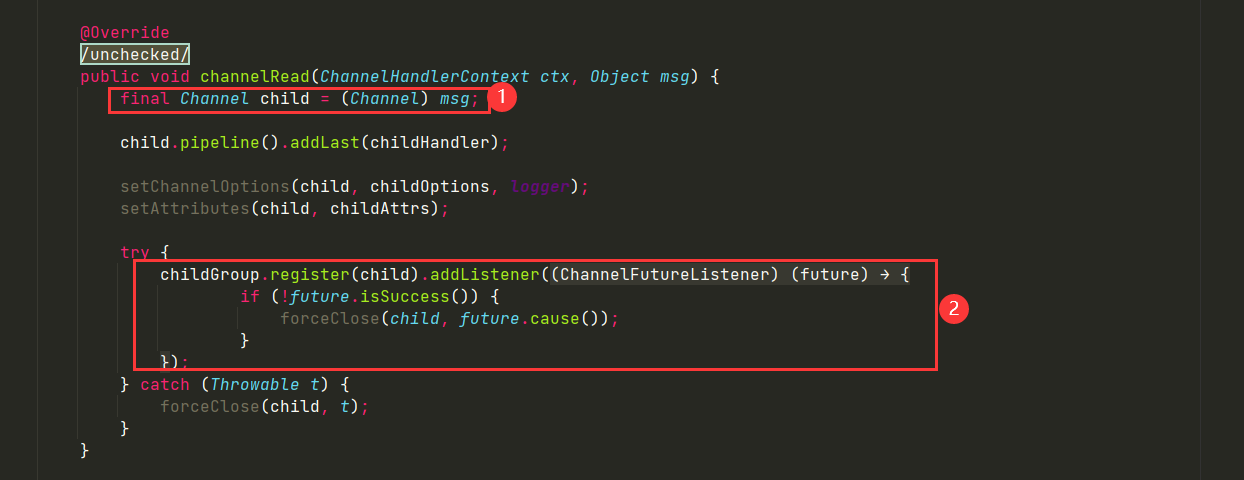 @Override
/unchecked/
public void channelRead(ChannelHandlerContext ctx, Object msg) {
final Channel child = (Channel) msg; 1
child.pipeline().addLast(childHandler);
setChannelOptions(child, childOptions, logger);
setAttributes(child, childAttrs);
try {
childGroup.register(child).addListener((ChannelFutureListener) (future) → {
if (!future.isSuccess()) {
2
forceClose(child, future.cause());
}
});
} catch (Throwable t) {
forceClose(child, t);
}
}